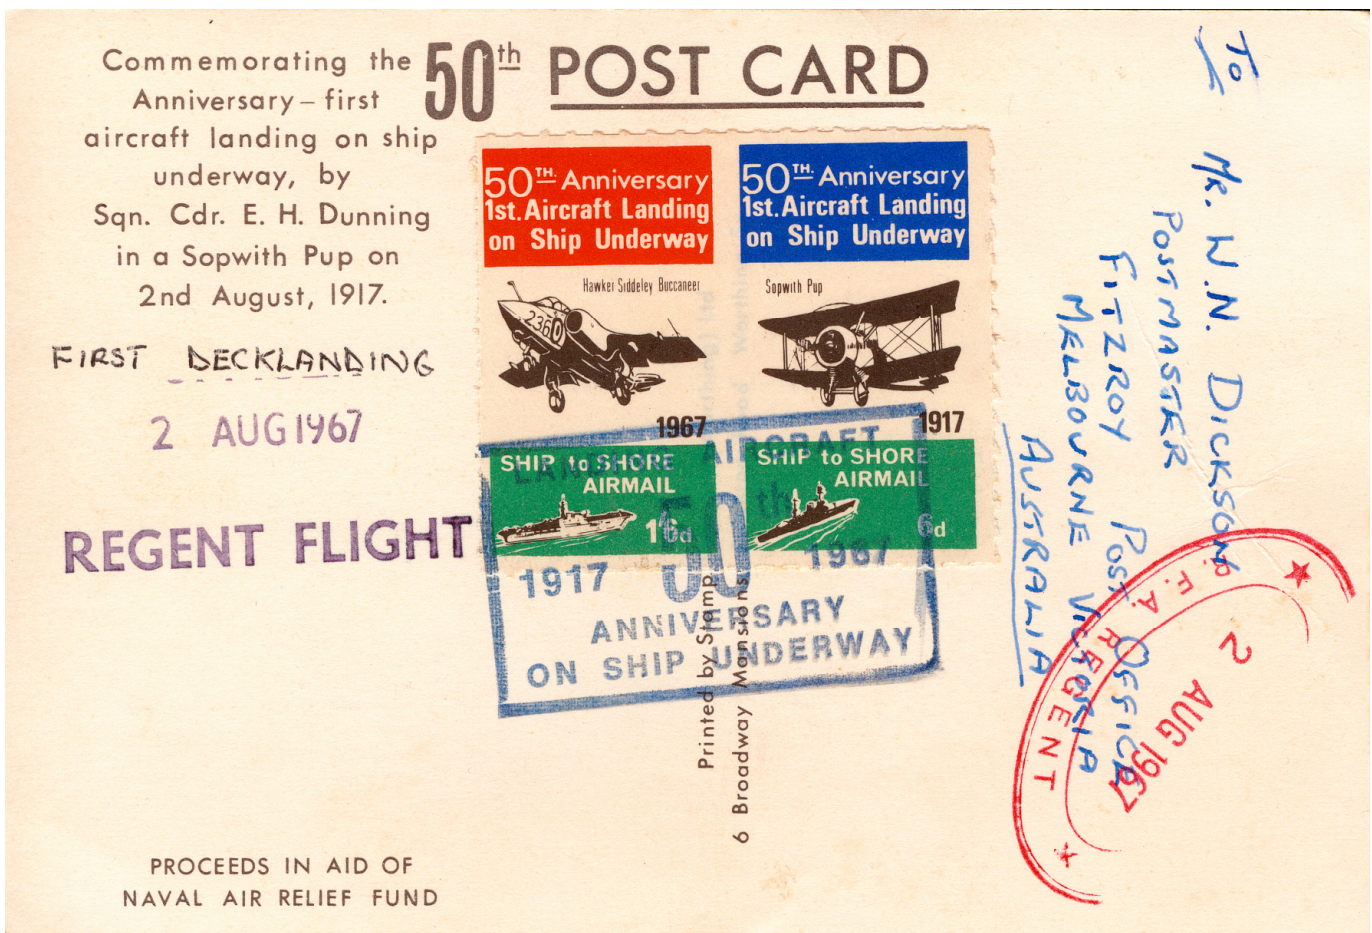 Commemorating the
Anniversary – first
aircraft landing on ship
underway, by
Sqn. Cdr. E. H. Dunning
in a Sopwith Pup on
2nd August, 1917.
50th
POST CARD
FIRST DECKLANDING
2 AUG 1967
REGENT FLIGHT
PROCEEDS IN AID OF
NAVAL AIR RELIEF FUND
50TH. Anniversary
1st. Aircraft Landing
on Ship Underway
Hawker Siddeley Buccaneer
236
1967
SHIP to SHORE
AIRMAIL
1'6d
50TH. Anniversary
1st. Aircraft Landing
on Ship Underway
Sopwith Pup
1917
SHIP to SHORE
AIRMAIL
6d
LANDING AIRCRAFT
50th
1917 1967
ANNIVERSARY
ON SHIP UNDERWAY
Printed by Stamp
6 Broadway Mansions
To
Mr. W.N. DICKSON
POSTMASTER
FITZROY POST OFFICE
MELBOURNE VICTORIA
AUSTRALIA
R.F.A. REGENT
2 AUG 1967